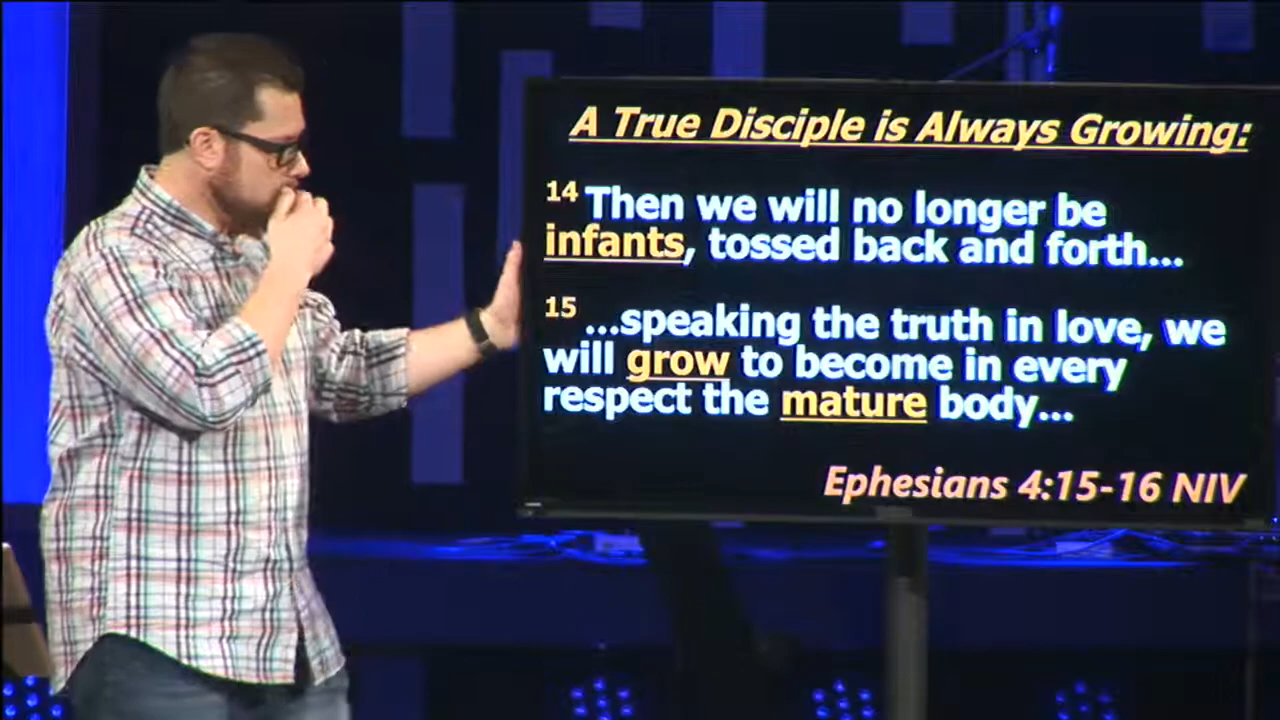 A True Disciple is Always Growing:
14 Then we will no longer be
infants, tossed back and forth...
15 ...speaking the truth in love, we
will grow to become in every
respect the mature body...
Ephesians 4:15-16 NIV